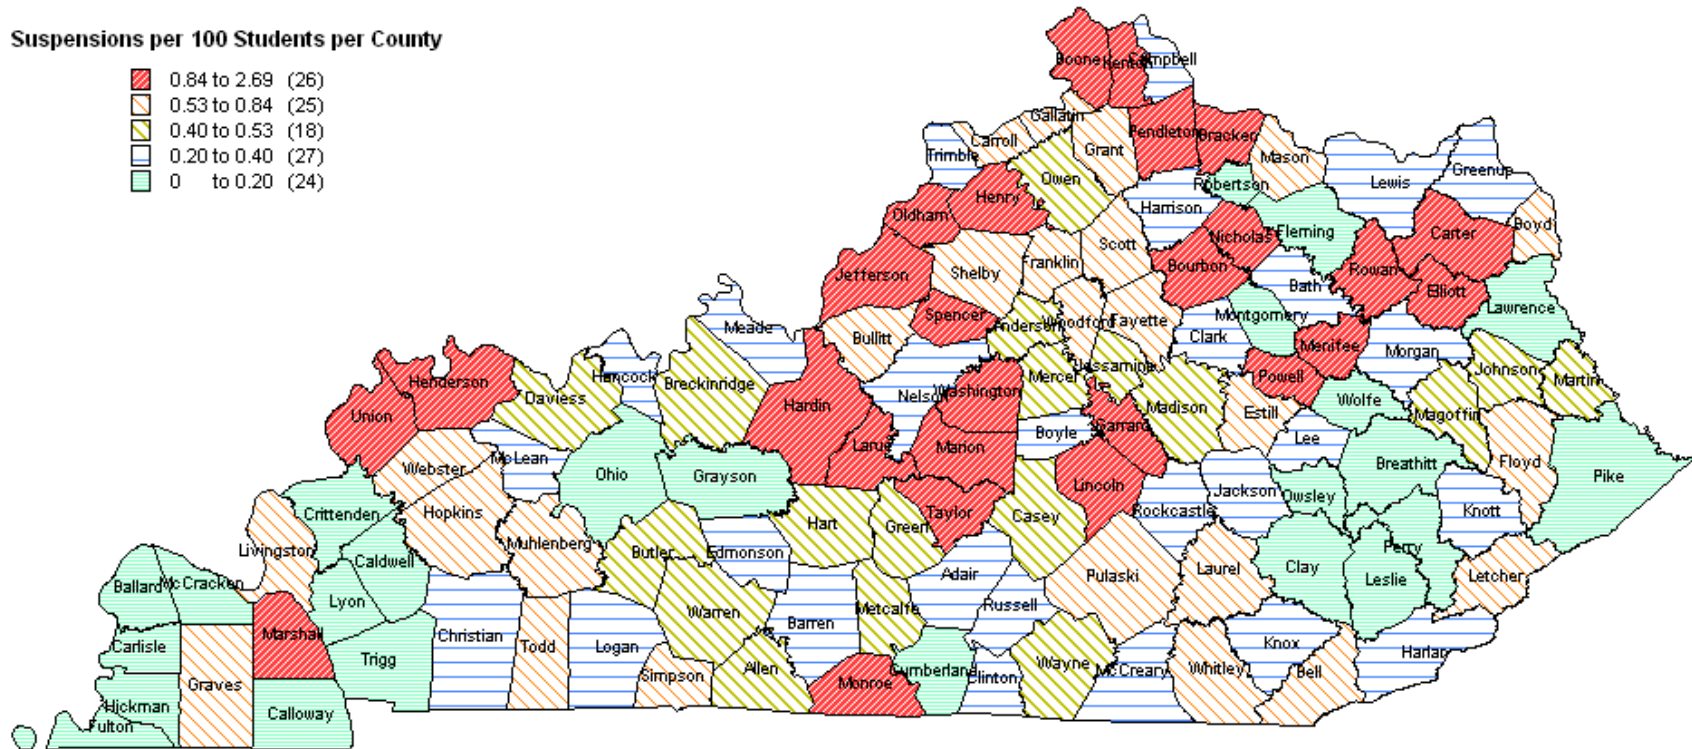 Suspensions per 100 Students per County
0.84 to 2.69 (26)
0.53 to 0.84 (25)
0.40 to 0.53 (18)
0.20 to 0.40 (27)
0 to 0.20 (24)
Boone
Kenton
Campbell
Gallatin
Carroll
Grant
Pendleton
Bracken
Mason
Trimble
Owen
Robertson
Lewis
Greenup
Henry
Harrison
Oldham
Nicholas
Fleming
Carter
Boyd
Scott
Jefferson
Shelby
Franklin
Bourbon
Rowan
Elliott
Bath
Lawrence
Spencer
Meade
Bullitt
Anderson
Woodford
Fayette
Montgomery
Clark
Menifee
Morgan
Henderson
Hancock
Breckinridge
Daviess
Nelson
Washington
Mercer
Jessamine
Madison
Powell
Wolfe
Johnson
Martin
Magoffin
Union
Hardin
Larue
Marion
Boyle
Garrard
Estill
Lee
Floyd
Pike
Webster
McLean
Ohio
Grayson
Breathitt
Lincoln
Jackson
Owsley
Knott
Crittenden
Hopkins
Muhlenberg
Hart
Green
Taylor
Casey
Rockcastle
Livingston
Caldwell
Butler
Edmonson
Perry
Ballard
McCracken
Lyon
Adair
Pulaski
Laurel
Clay
Leslie
Letcher
Warren
Metcalfe
Russell
Barren
Carlisle
Marshall
Christian
Todd
Logan
Knox
Harlan
Trigg
Graves
Simpson
Allen
Monroe
Cumberland
Clinton
Wayne
McCreary
Whitley
Bell
Hickman
Fulton
Calloway